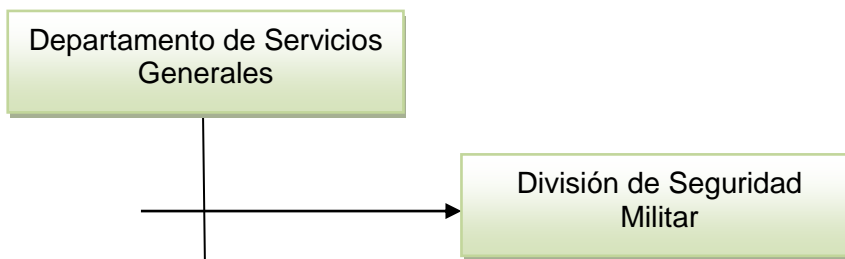 Departamento de Servicios
Generales
División de Seguridad
Militar